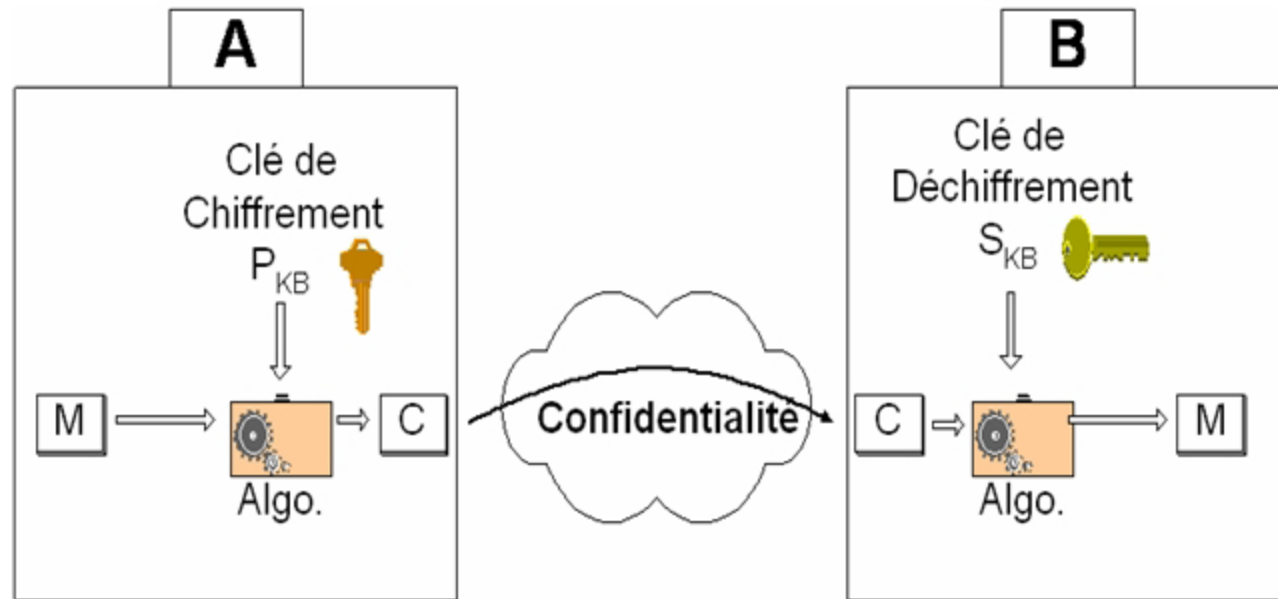 A
Clé de
Chiffrement
P_KB
M
C
Algo.
Confidentialité
B
Clé de
Déchiffrement
S_KB
C
M
Algo.